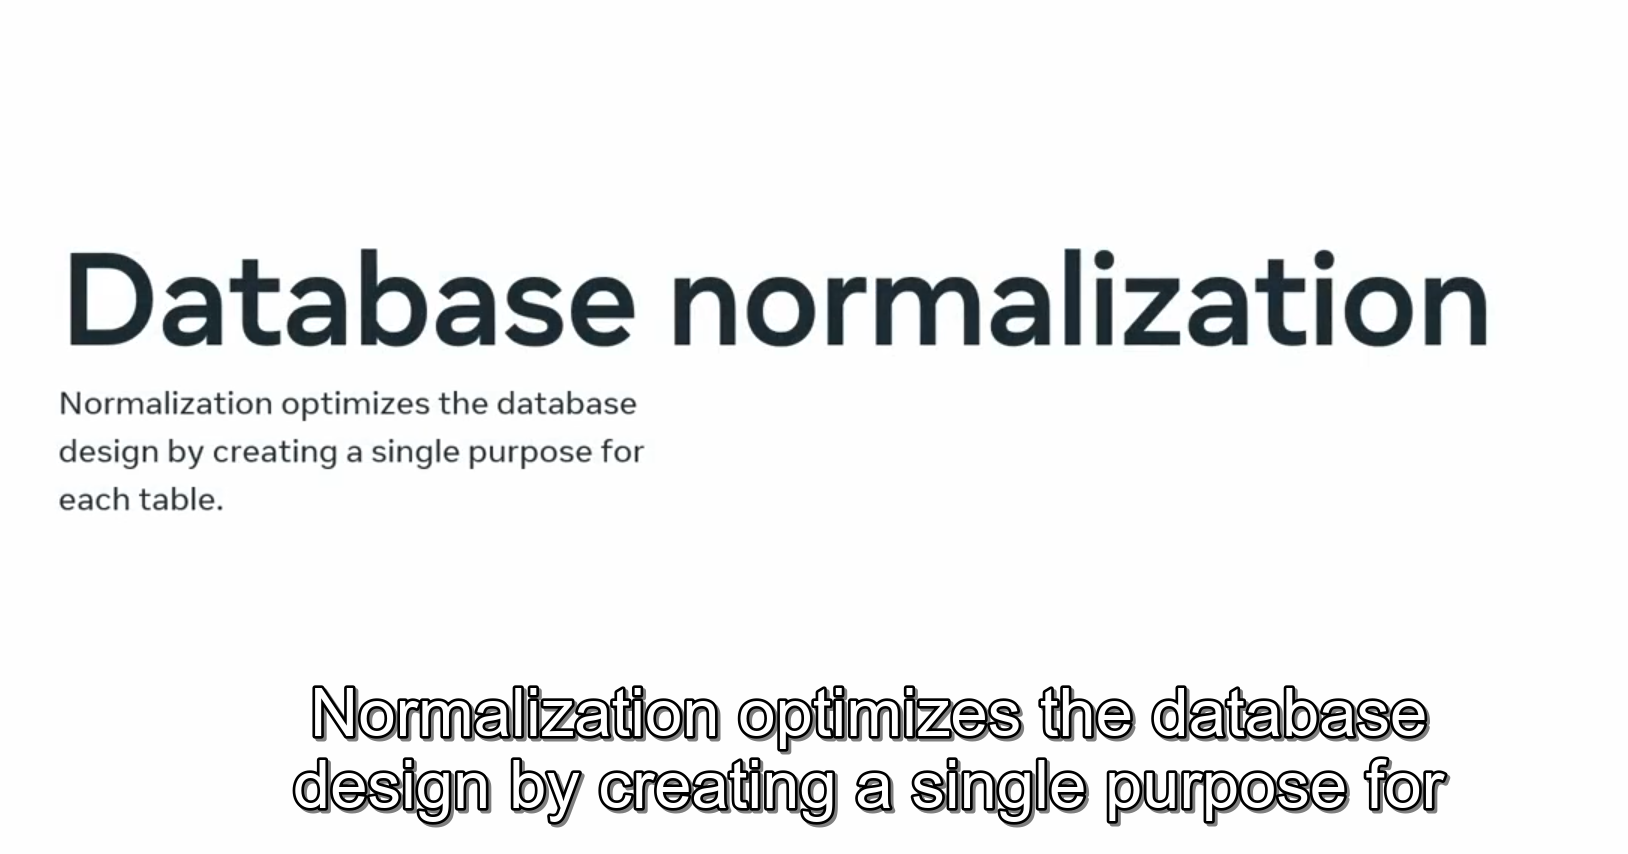 Database normalization
Normalization optimizes the database
design by creating a single purpose for
each table.
Normalization optimizes the database
design by creating a single purpose for